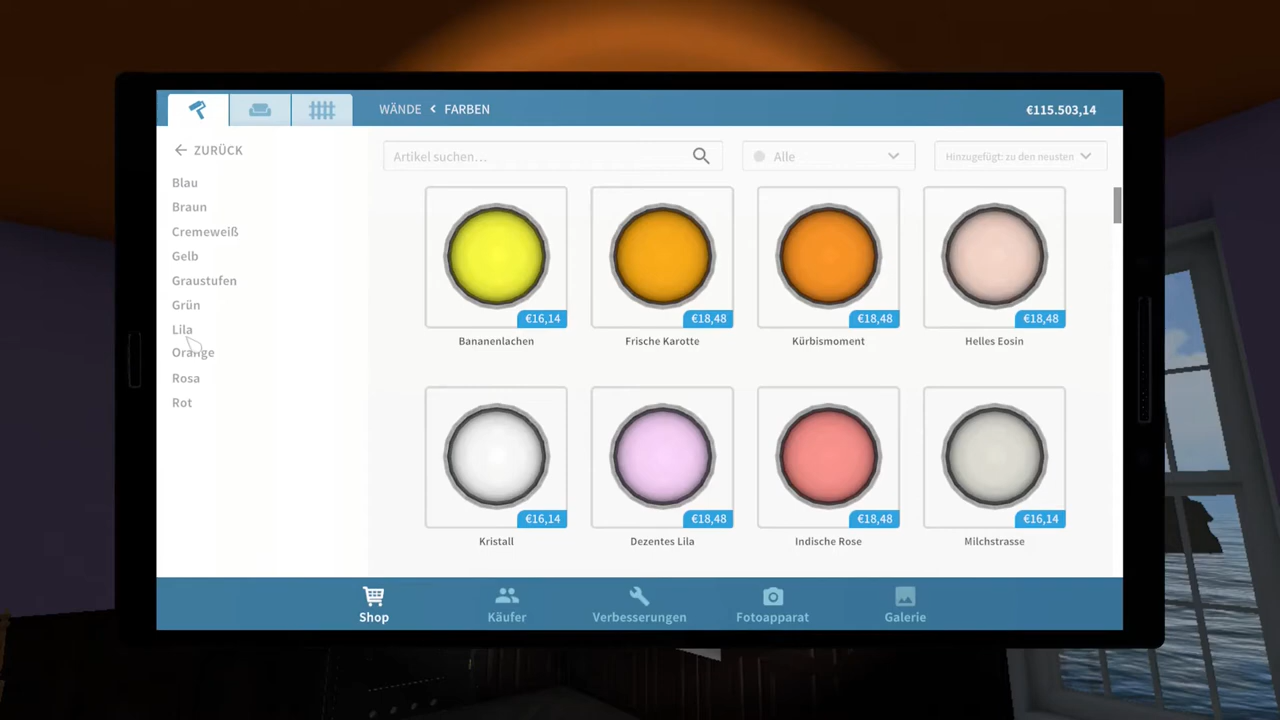 WÄNDE < FARBEN
€115.503,14
ZURÜCK
Artikel suchen...
Alle
Hinzugefügt: zu den neusten
Blau
Braun
Cremeweiß
Gelb
Graustufen
Grün
Lila
Orange
Rosa
Rot
€16,14
€18,48
€18,48
€18,48
Bananenlachen
Frische Karotte
Kürbismoment
Helles Eosin
€16,14
€18,48
€18,48
€16,14
Kristall
Dezentes Lila
Indische Rose
Milchstrasse
Shop
Käufer
Verbesserungen
Fotoapparat
Galerie